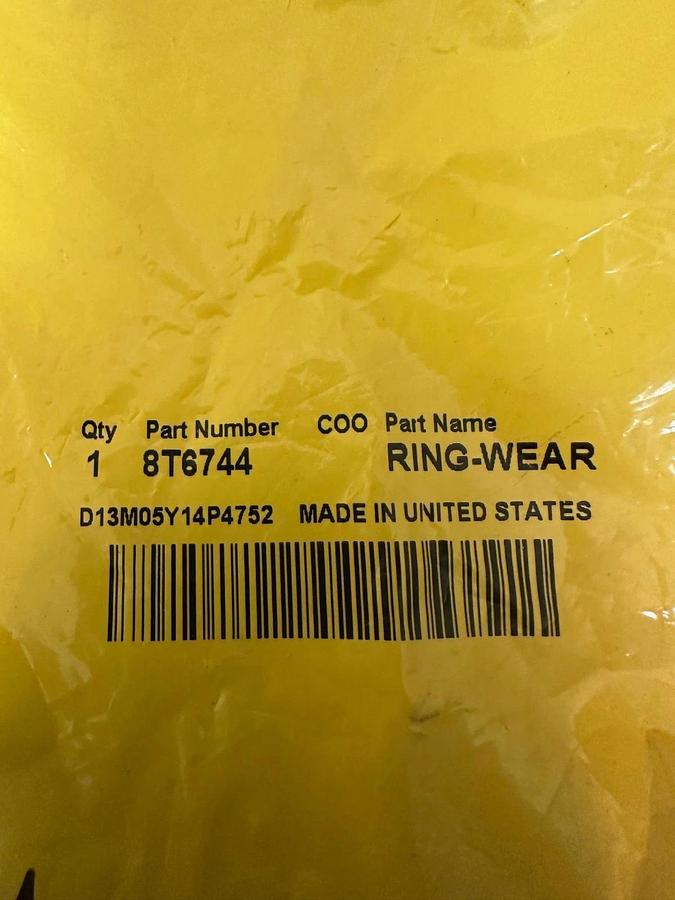 Qty Part Number COO Part Name
1 8T6744 RING-WEAR
D13M05Y14P4752 MADE IN UNITED STATES